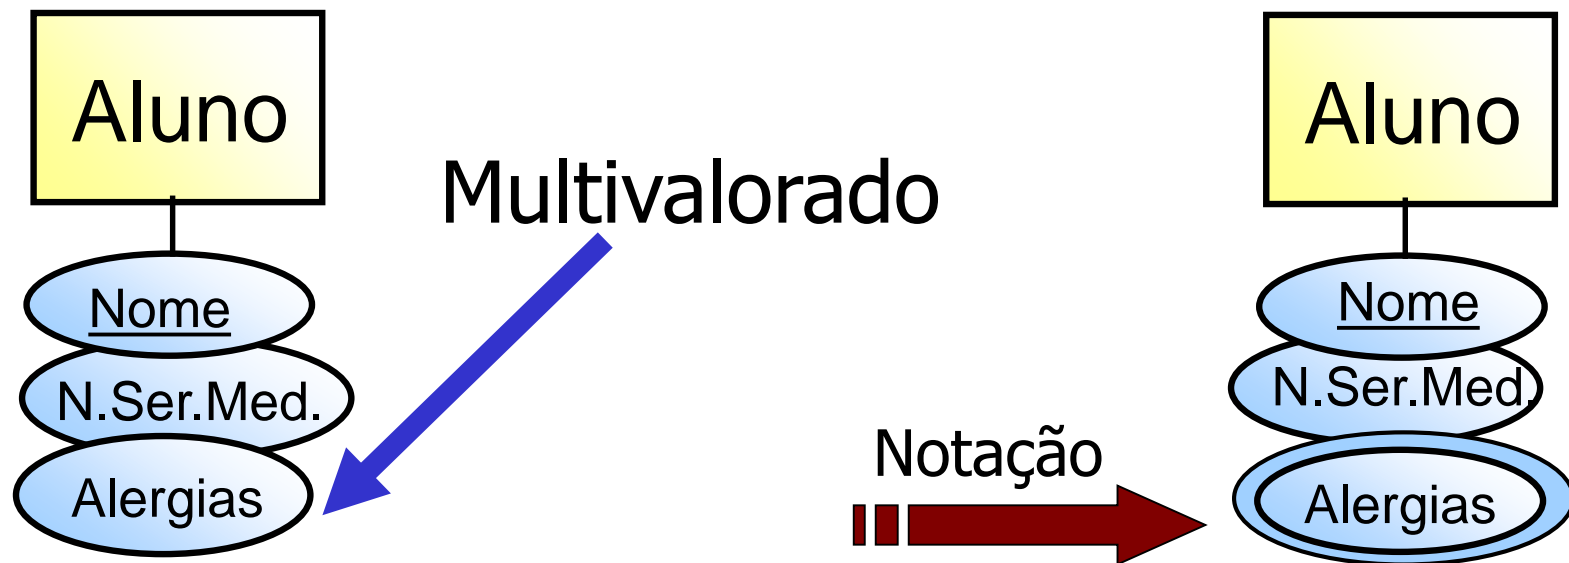 Aluno
Nome
N.Ser.Med.
Alergias
Multivalorado
Notação
Aluno
Nome
N.Ser.Med.
Alergias